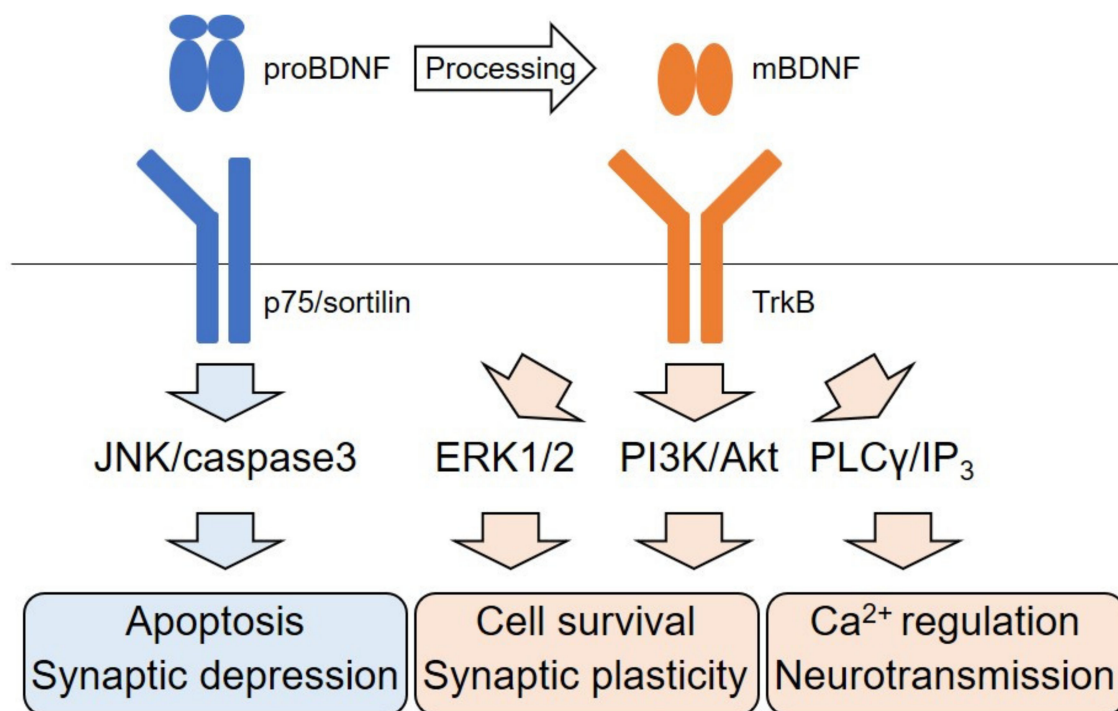 proBDNF
Processing
mBDNF
p75/sortilin
TrkB
JNK/caspase3
ERK1/2
PI3K/Akt
PLCγ/IP₃
Apoptosis
Synaptic depression
Cell survival
Synaptic plasticity
Ca²⁺ regulation
Neurotransmission